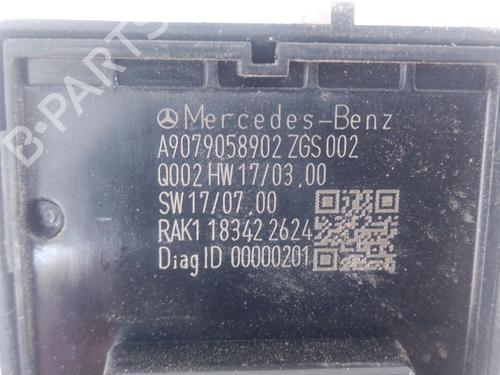 Mercedes-Benz
A9079058902 ZGS 002
Q002 HW 17/03.00
SW 17/07.00
RAK1 18342 2624
Diag ID 00000201